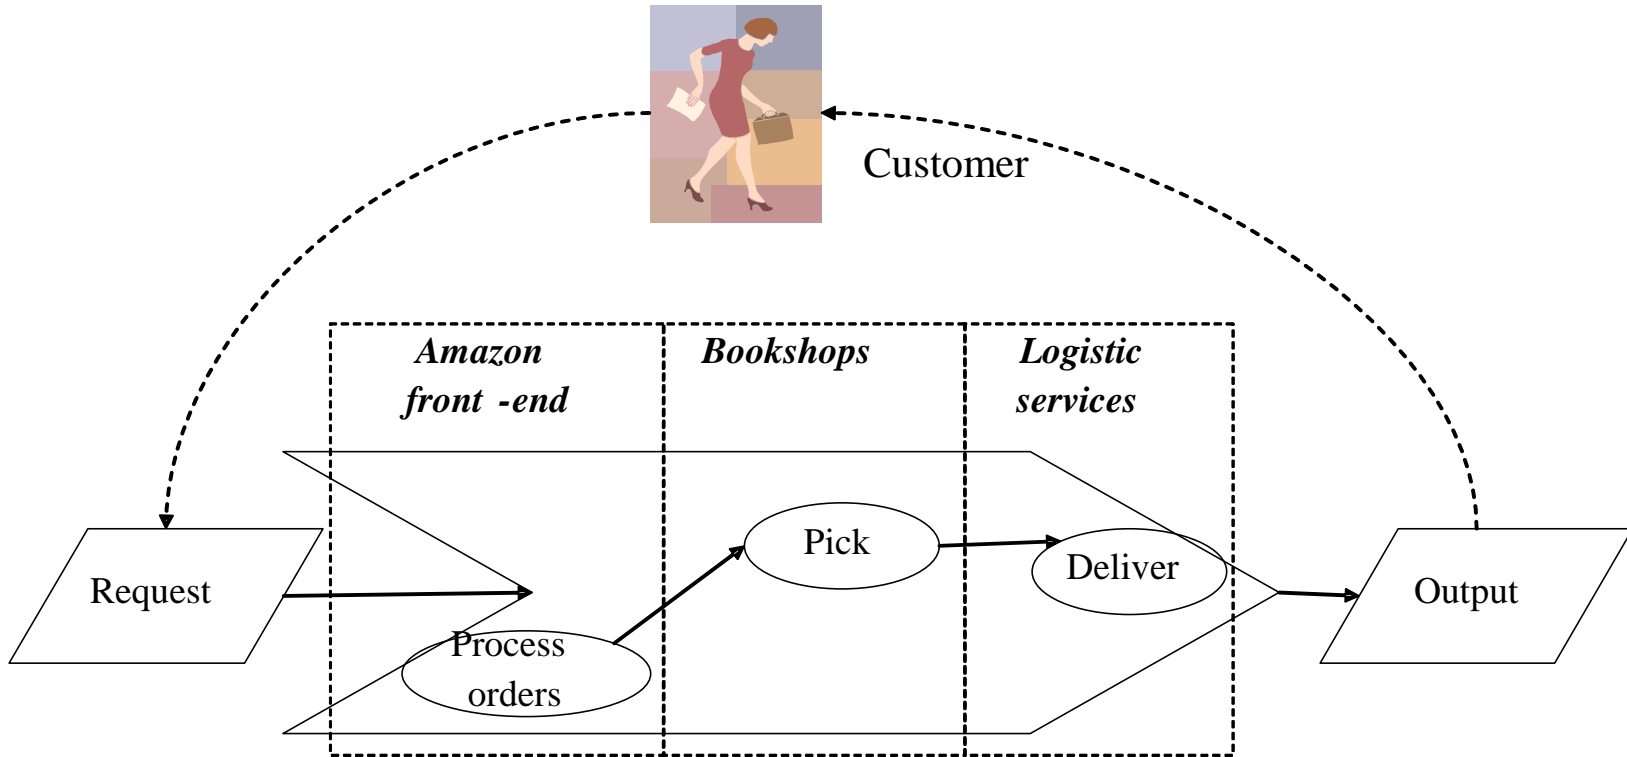 Customer
Amazon
front -end
Bookshops
Logistic
services
Request
Process
orders
Pick
Deliver
Output